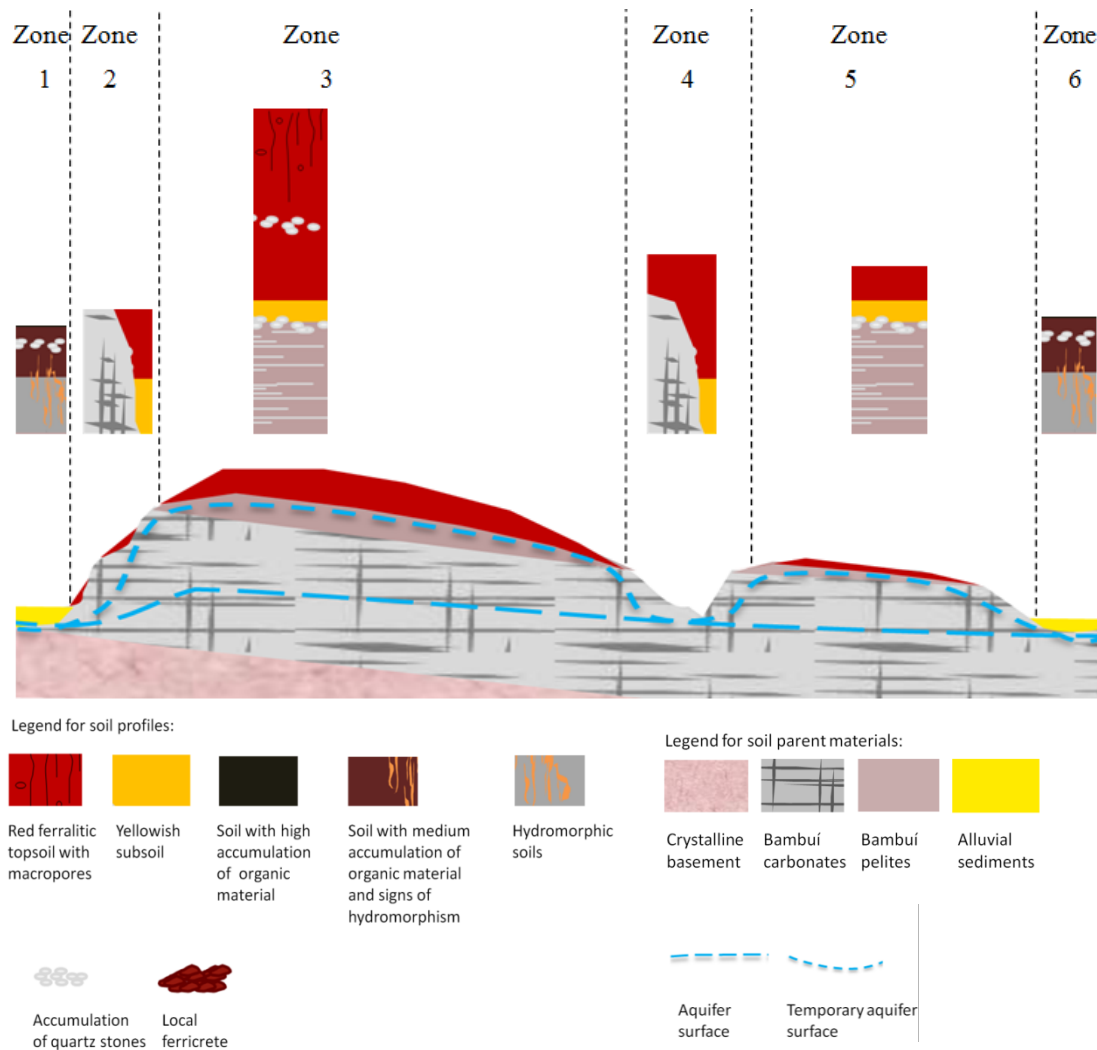 Zone Zone Zone Zone Zone Zone
1 2 3 4 5 6
Legend for soil profiles:
Red ferralitic
topsoil with
macropores
Yellowish
subsoil
Soil with high
accumulation
of organic
material
Soil with medium
accumulation of
organic material
and signs of
hydromorphism
Hydromorphic
soils
Accumulation
of quartz stones
Local
ferricrete
Legend for soil parent materials:
Crystalline
basement
Bambuí
carbonates
Bambuí
pelites
Alluvial
sediments
Aquifer
surface
Temporary aquifer
surface